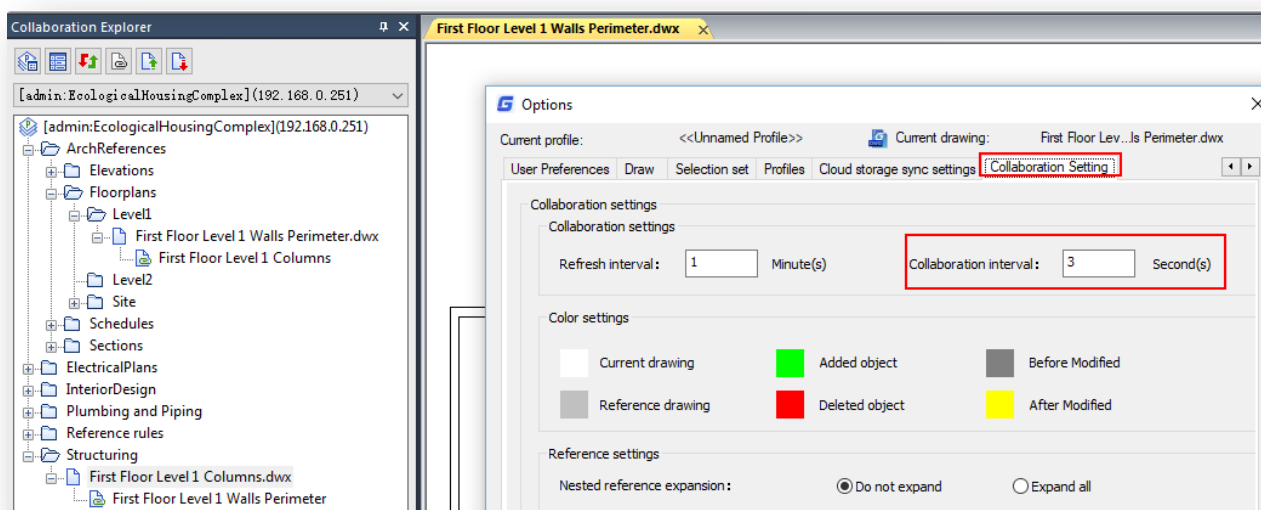 Collaboration Explorer
[admin:EcologicalHousingComplex](192.168.0.251)
[admin:EcologicalHousingComplex](192.168.0.251)
ArchReferences
Elevations
Floorplans
Level1
First Floor Level 1 Walls Perimeter.dwx
First Floor Level 1 Columns
Level2
Site
Schedules
Sections
ElectricalPlans
InteriorDesign
Plumbing and Piping
Reference rules
Structuring
First Floor Level 1 Columns.dwx
First Floor Level 1 Walls Perimeter
First Floor Level 1 Walls Perimeter.dwx
Options
Current profile: <<Unnamed Profile>> Current drawing: First Floor Lev...ls Perimeter.dwx
User Preferences Draw Selection set Profiles Cloud storage sync settings Collaboration Setting
Collaboration settings
Collaboration settings
Refresh interval: 1 Minute(s) Collaboration interval: 3 Second(s)
Color settings
Current drawing Added object Before Modified
Reference drawing Deleted object After Modified
Reference settings
Nested reference expansion: Do not expand Expand all